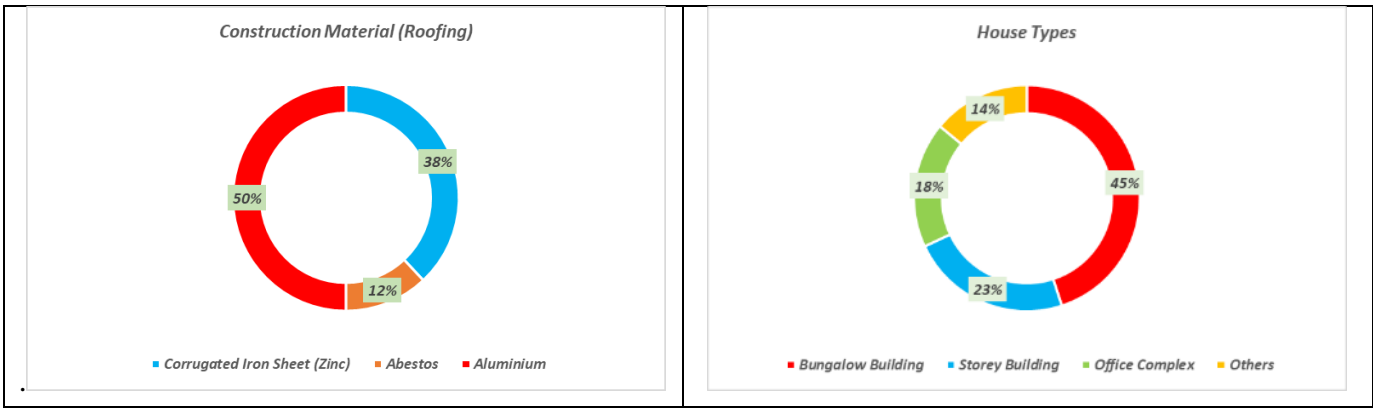 Construction Material (Roofing)
38%
50%
12%
Corrugated Iron Sheet (Zinc) Abestos Aluminium
House Types
14%
45%
18%
23%
Bungalow Building Storey Building Office Complex Others